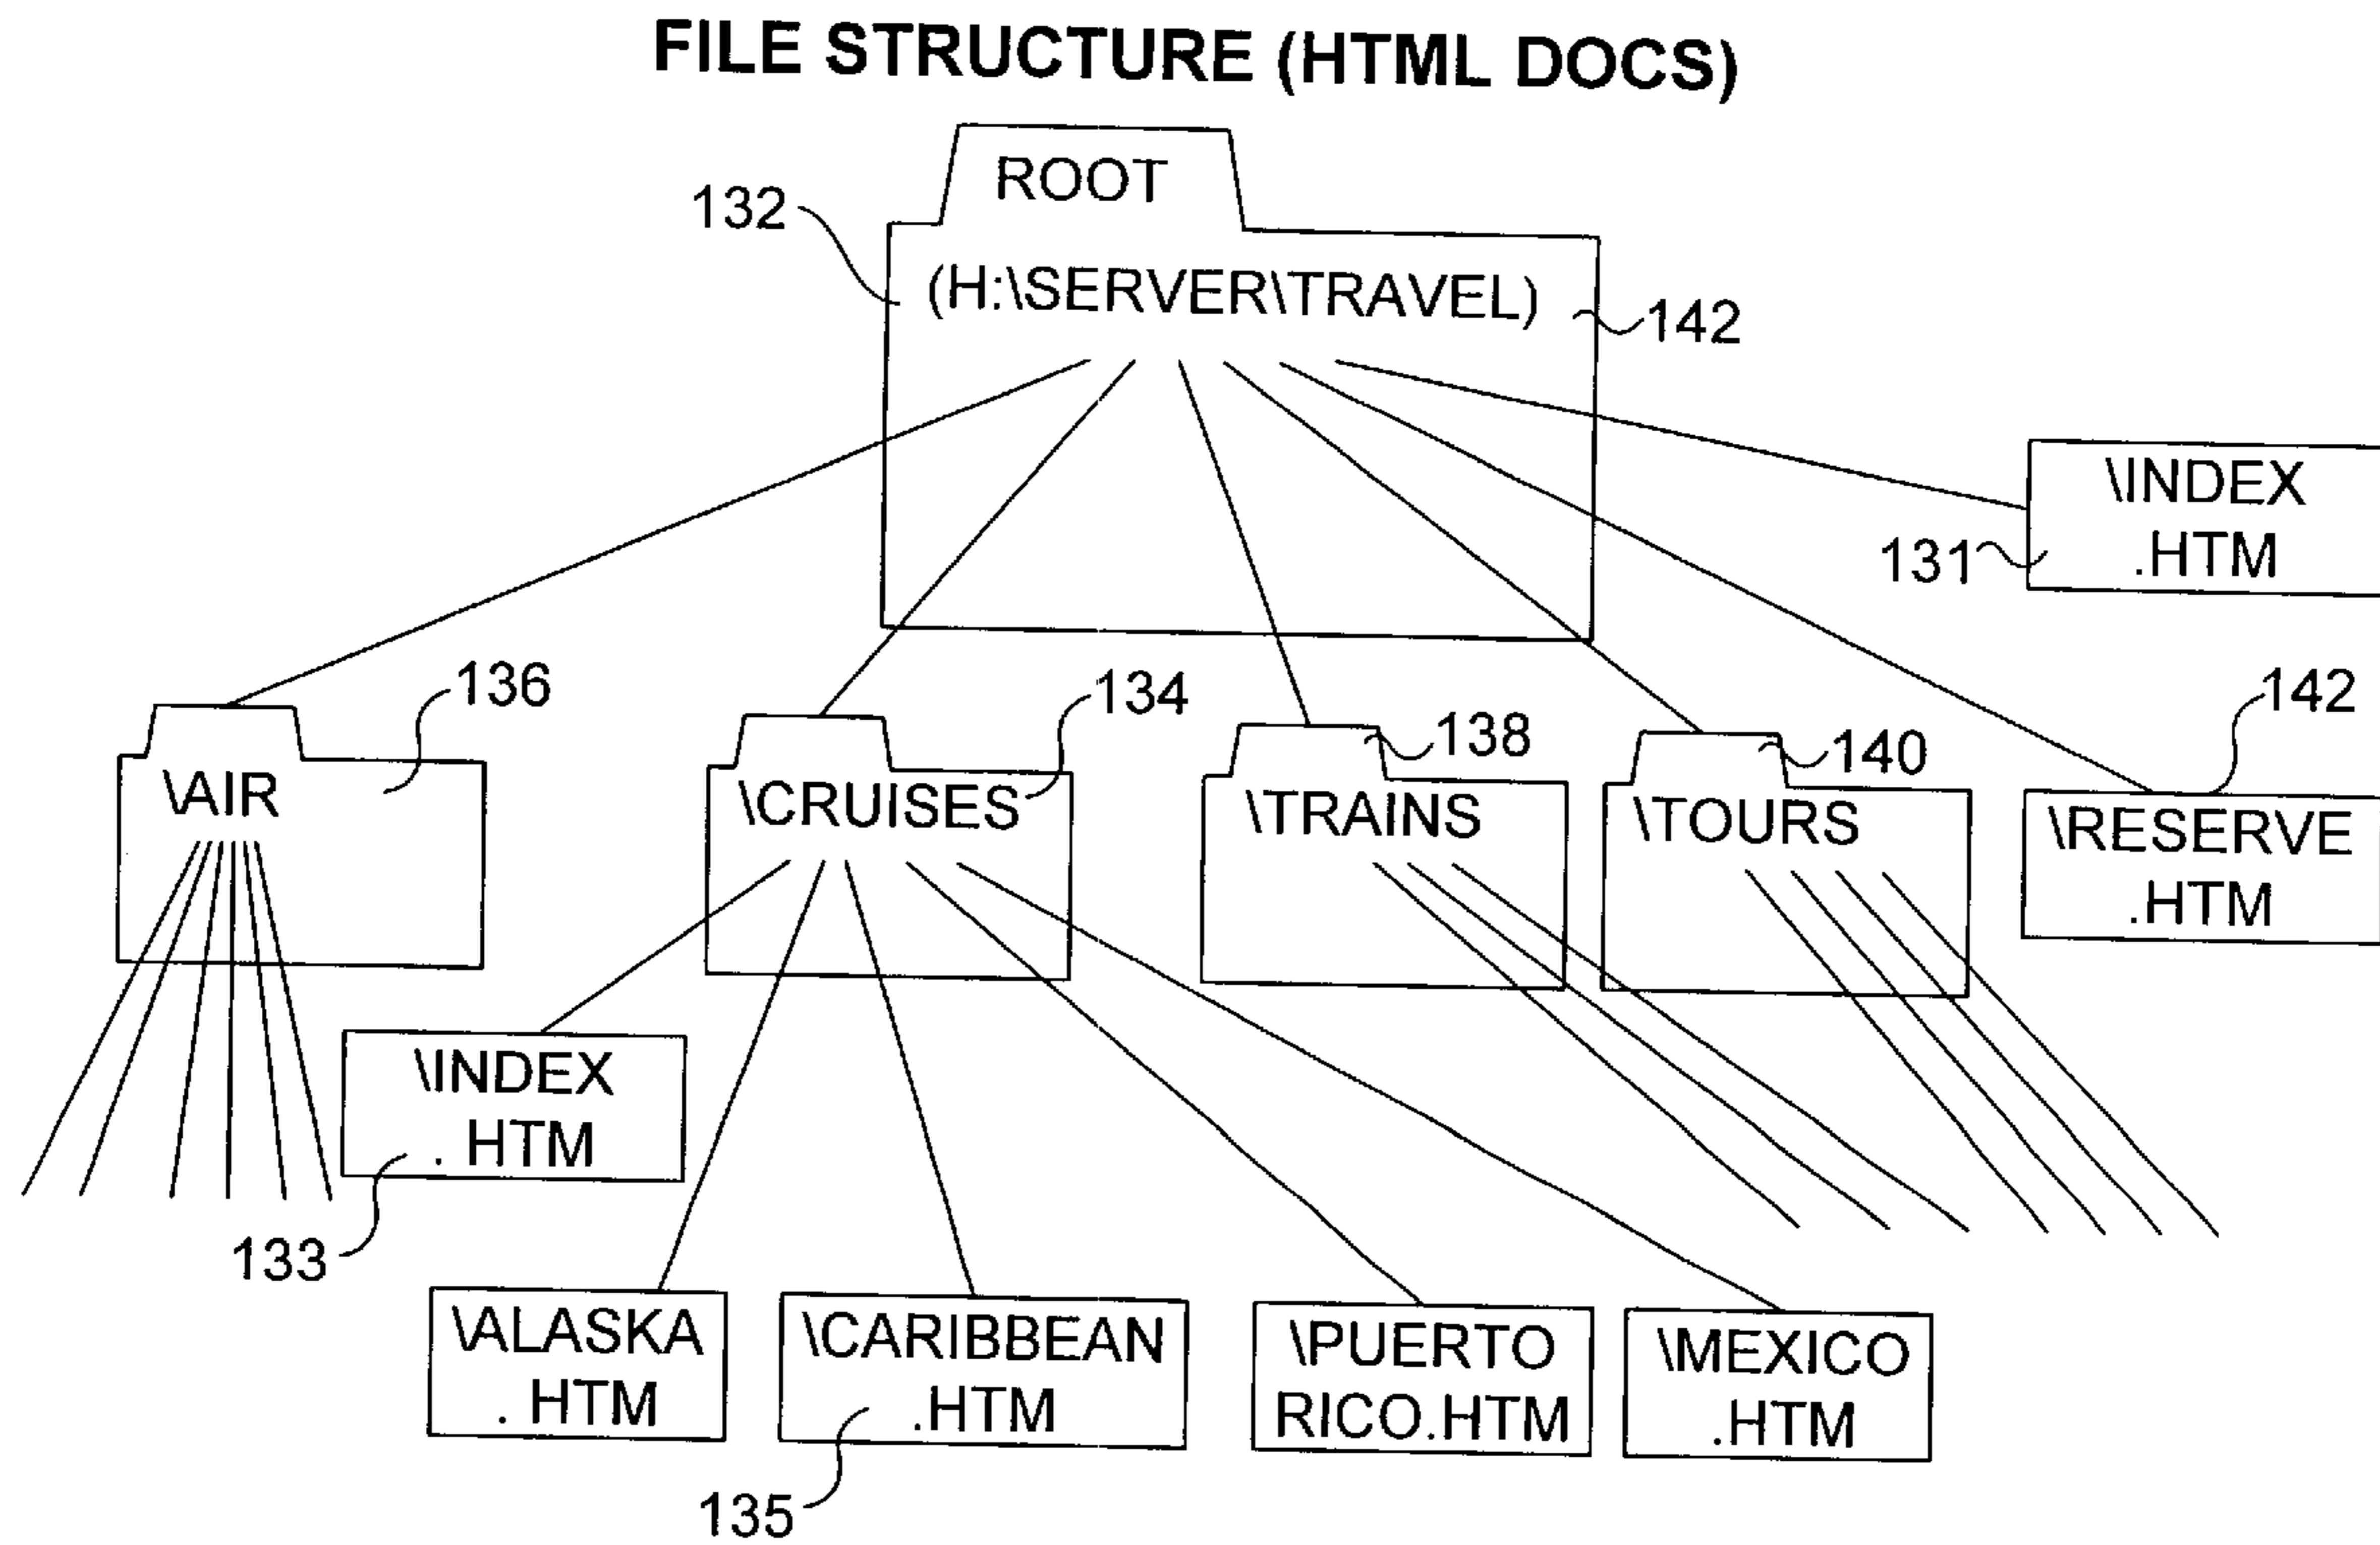 FILE STRUCTURE (HTML DOCS)
ROOT
132
(H:\SERVER\TRAVEL)
142
\INDEX
.HTM
131
136
\AIR
134
\CRUISES
138
\TRAINS
140
\TOURS
142
\RESERVE
.HTM
\INDEX
. HTM
133
\ALASKA
. HTM
\CARIBBEAN
.HTM
135
\PUERTO
RICO.HTM
\MEXICO
.HTM